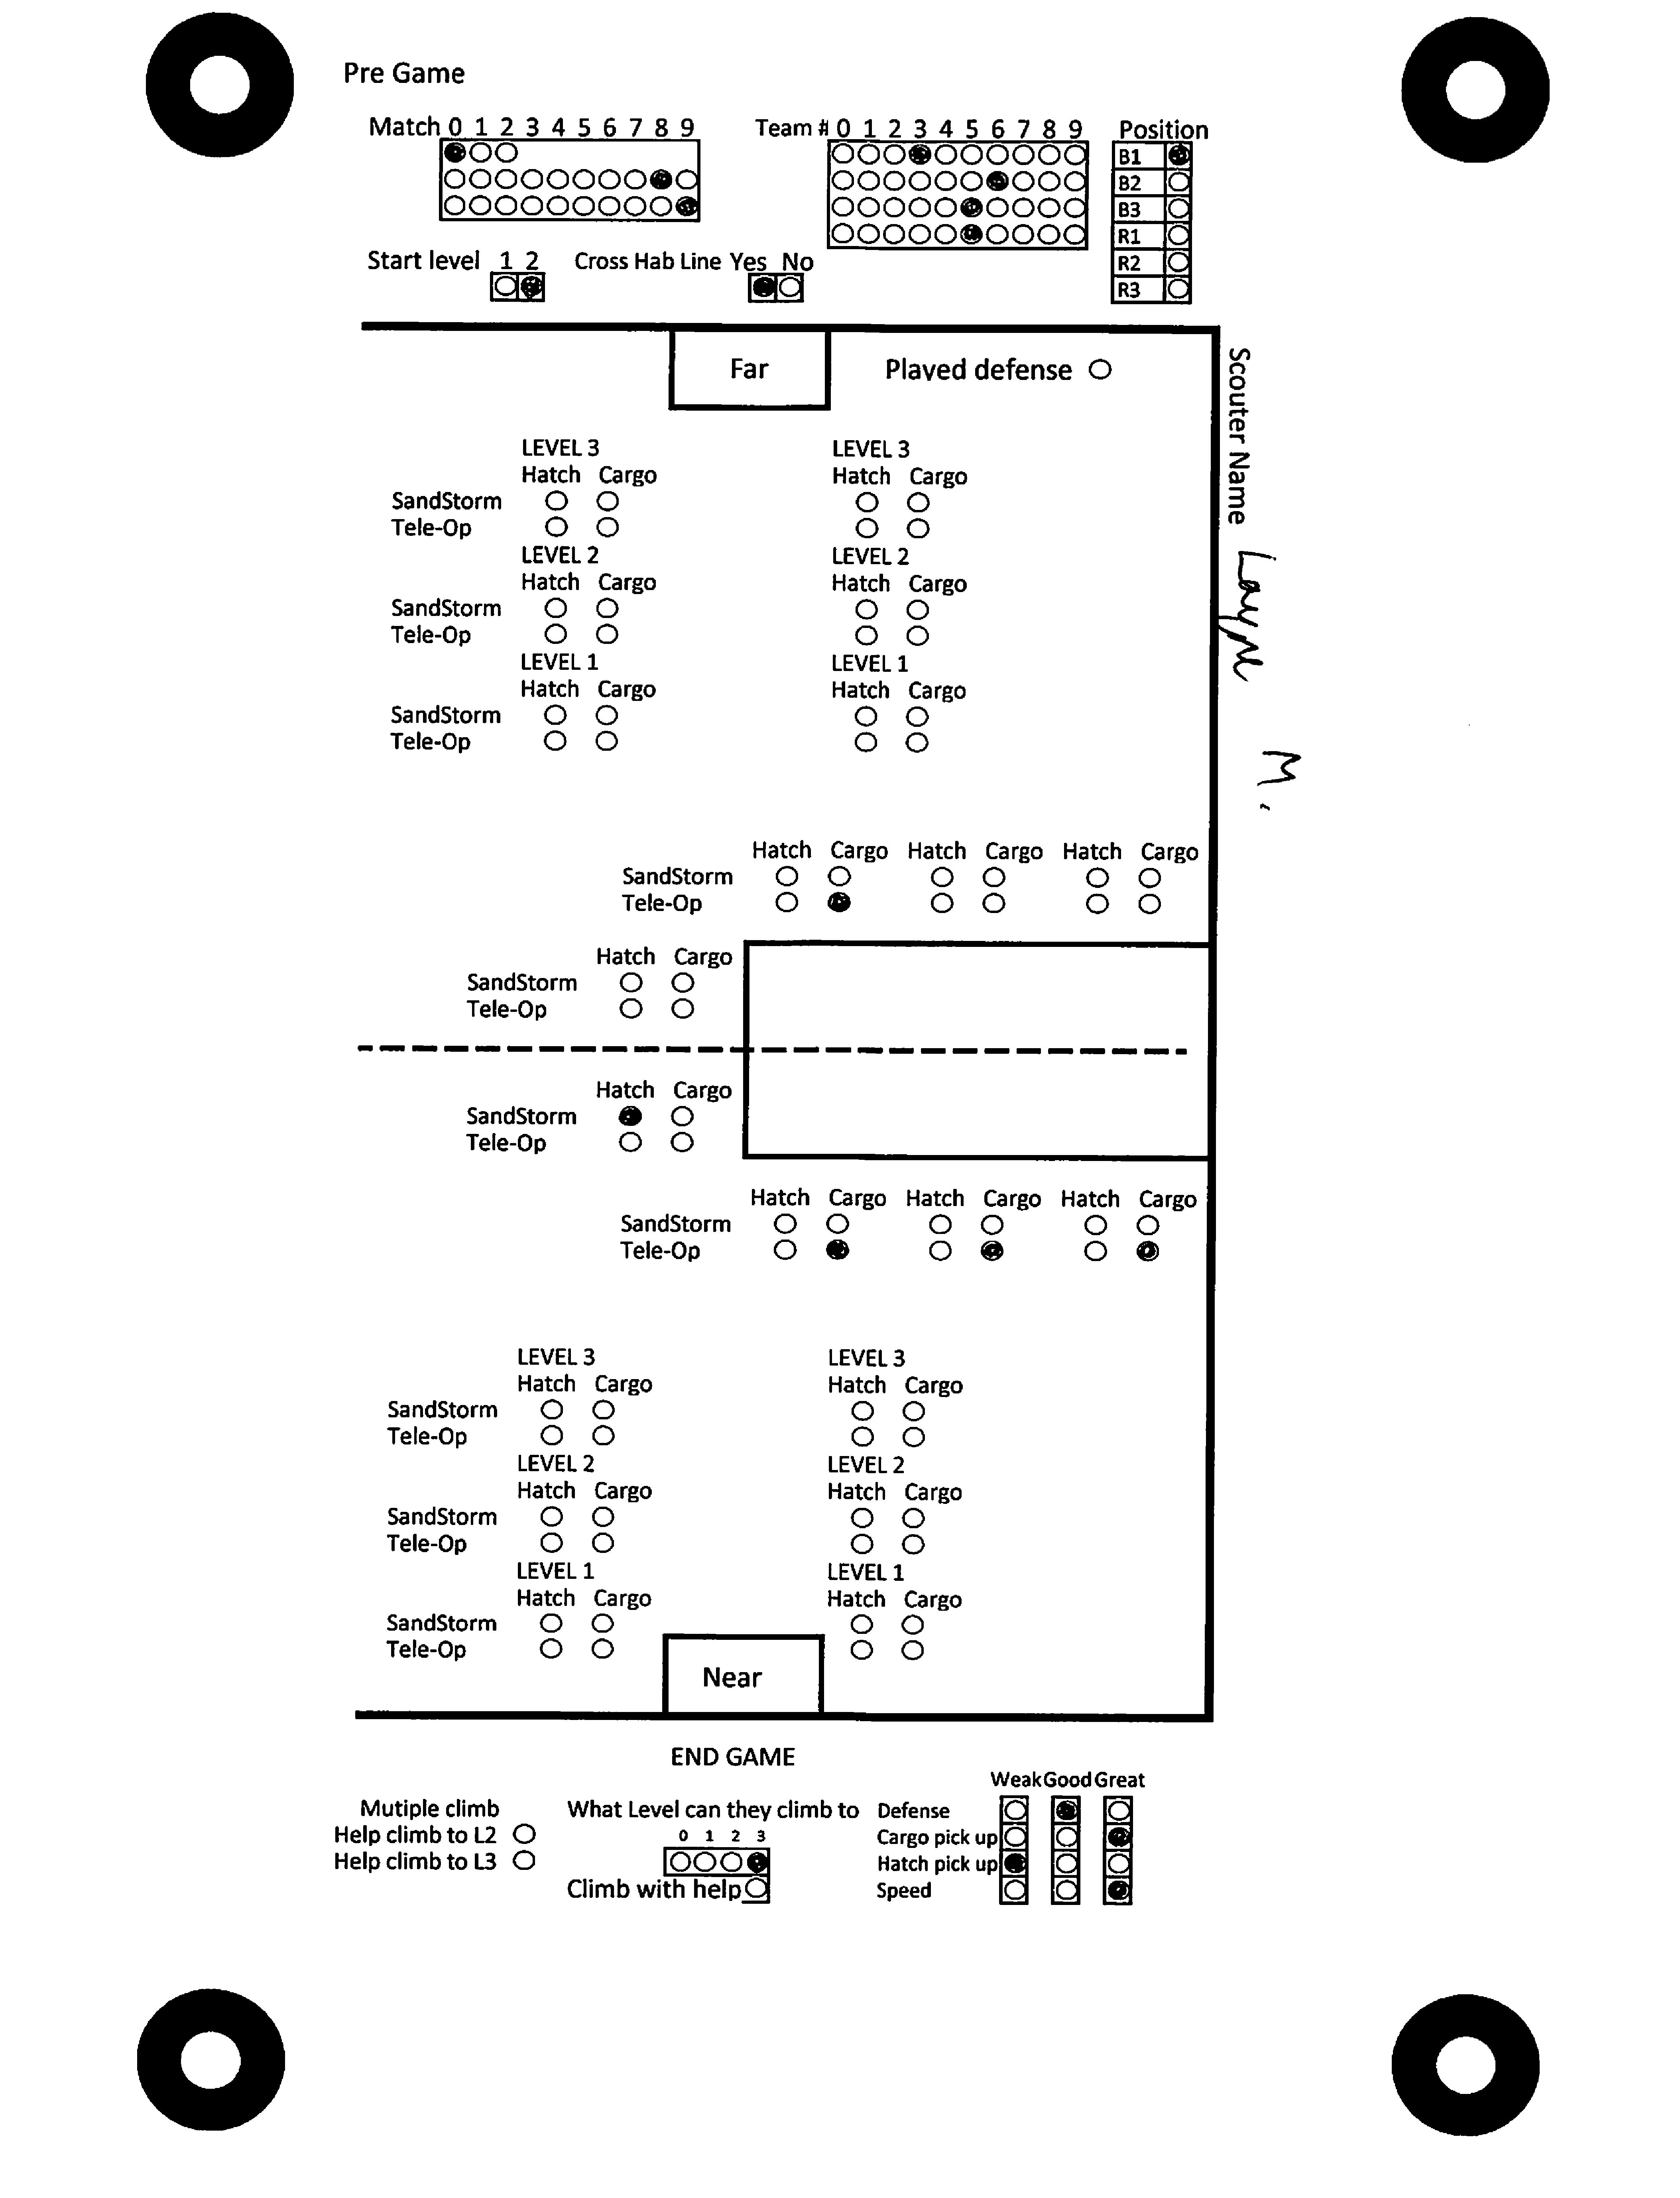 Pre Game
Match 0 1 2 3 4 5 6 7 8 9
Team # 0 1 2 3 4 5 6 7 8 9
Position
B1
B2
B3
R1
R2
R3
Start level 1 2
Cross Hab Line Yes No
Far
Played defense
Scouter Name
M.
LEVEL 3 LEVEL 3
Hatch Cargo Hatch Cargo
SandStorm
Tele-Op
LEVEL 2 LEVEL 2
Hatch Cargo Hatch Cargo
SandStorm
Tele-Op
LEVEL 1 LEVEL 1
Hatch Cargo Hatch Cargo
SandStorm
Tele-Op
Hatch Cargo Hatch Cargo Hatch Cargo
SandStorm
Tele-Op
Hatch Cargo
SandStorm
Tele-Op
Hatch Cargo
SandStorm
Tele-Op
Hatch Cargo Hatch Cargo Hatch Cargo
SandStorm
Tele-Op
LEVEL 3 LEVEL 3
Hatch Cargo Hatch Cargo
SandStorm
Tele-Op
LEVEL 2 LEVEL 2
Hatch Cargo Hatch Cargo
SandStorm
Tele-Op
LEVEL 1 LEVEL 1
Hatch Cargo Hatch Cargo
SandStorm
Tele-Op
Near
END GAME
Mutiple climb
Help climb to L2
Help climb to L3
What Level can they climb to
0 1 2 3
Climb with help
Weak Good Great
Defense
Cargo pick up
Hatch pick up
Speed